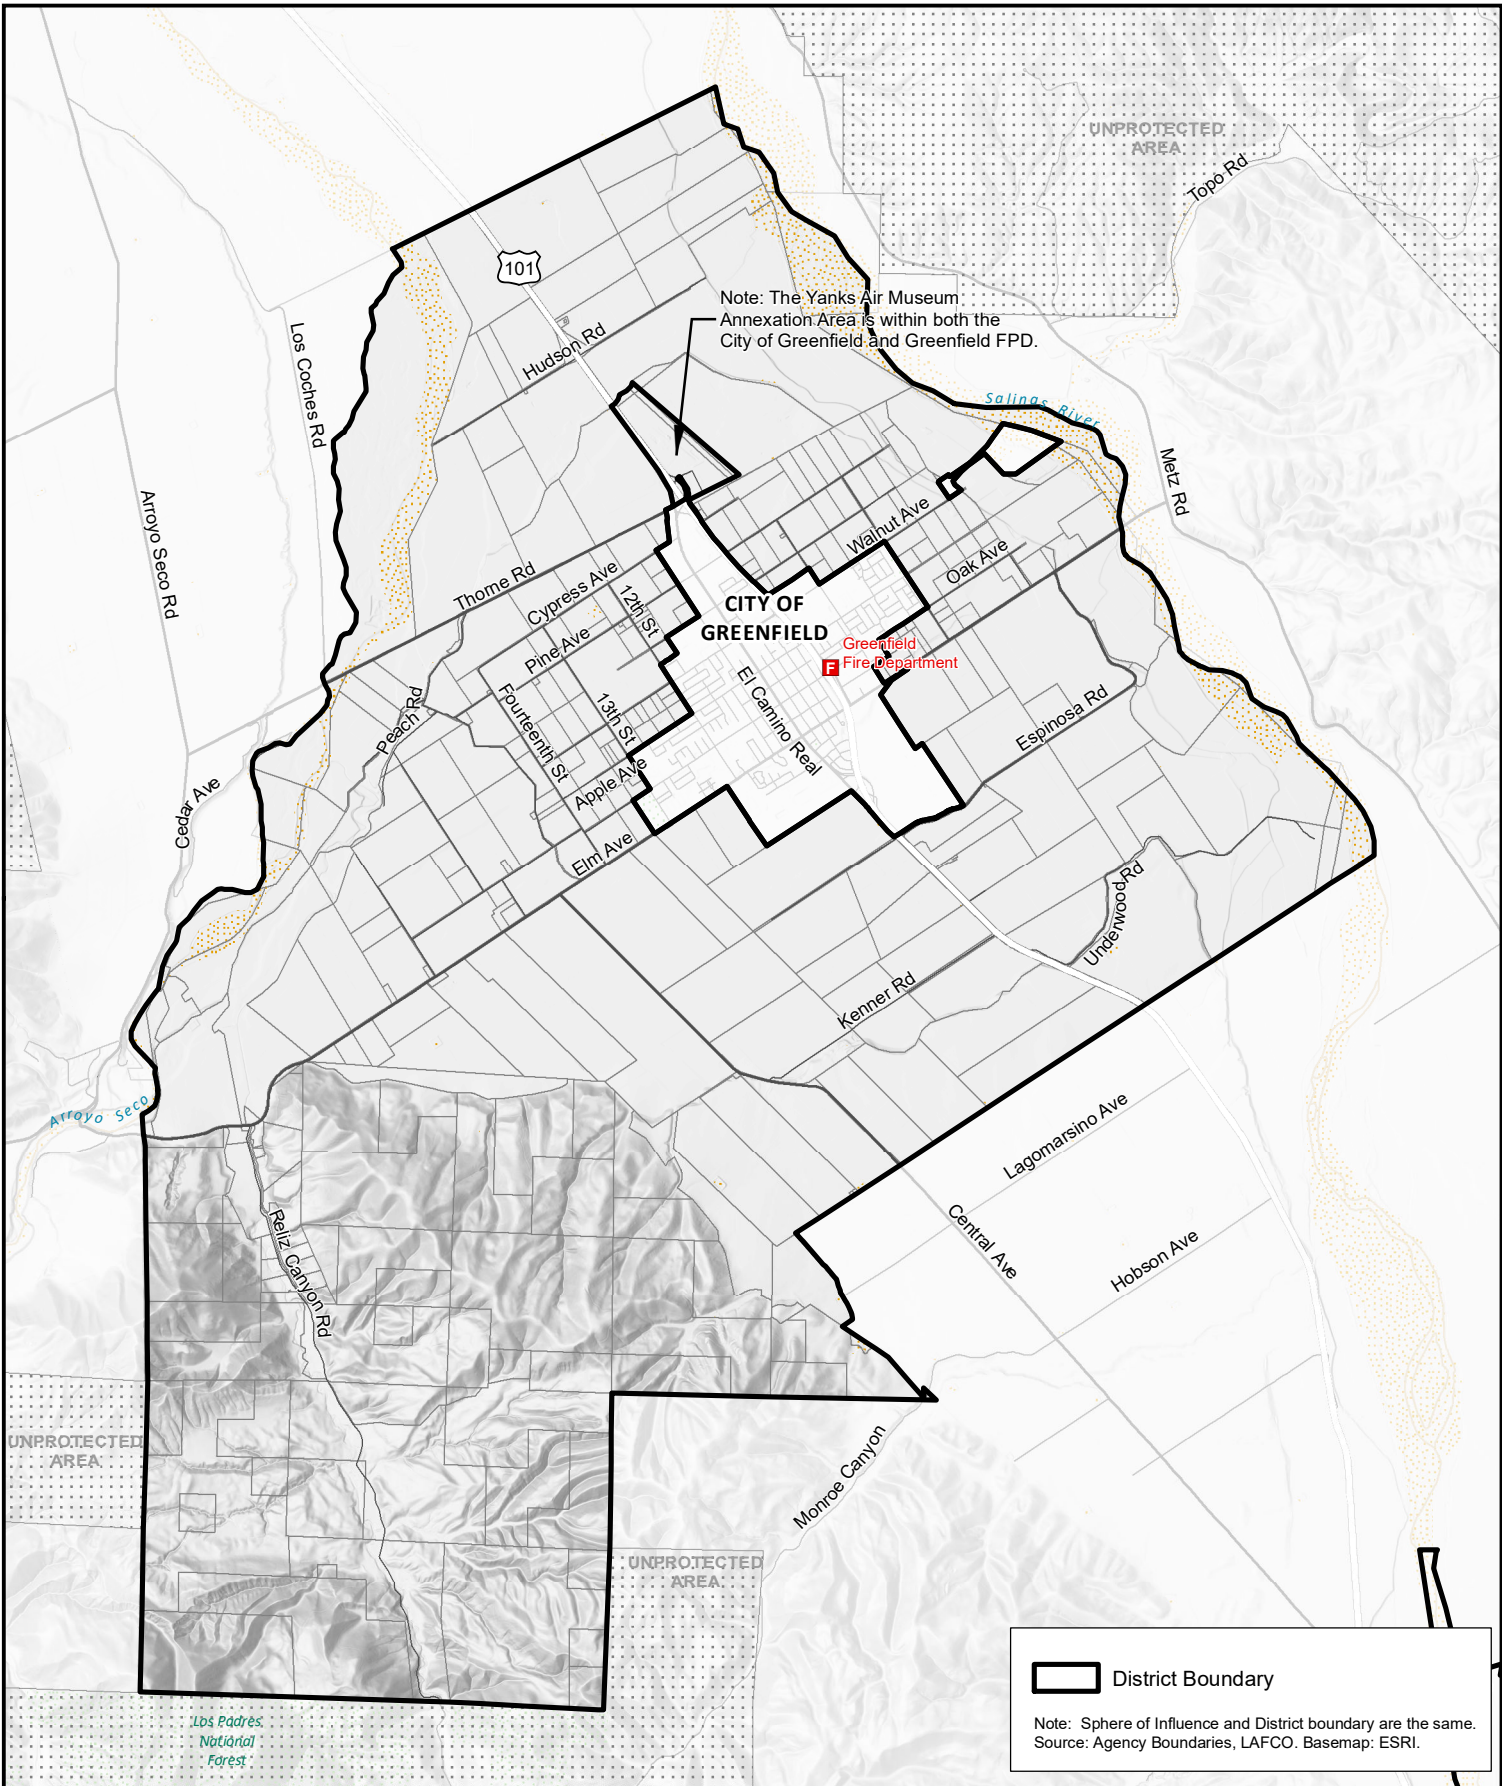 UNPROTECTED
AREA
Topo Rd
101
Note: The Yanks Air Museum
Annexation Area is within both the
City of Greenfield and Greenfield FPD.
Hudson Rd
Los Coches Rd
Salinas River
Metz Rd
Arroyo Seco Rd
Walnut Ave
Oak Ave
Thorne Rd
Cypress Ave
12th St
Pine Ave
CITY OF
GREENFIELD
F
Greenfield
Fire Department
El Camino Real
Fourteenth St
13th St
Peach Rd
Espinosa Rd
Apple Ave
Cedar Ave
Elm Ave
Underwood Rd
Kenner Rd
Arroyo Seco
Lagomarsino Ave
Central Ave
Hobson Ave
Reliz Canyon Rd
UNPROTECTED
AREA
Monroe Canyon
UNPROTECTED
AREA
Los Padres
National
Forest
District Boundary
Note: Sphere of Influence and District boundary are the same.
Source: Agency Boundaries, LAFCO. Basemap: ESRI.